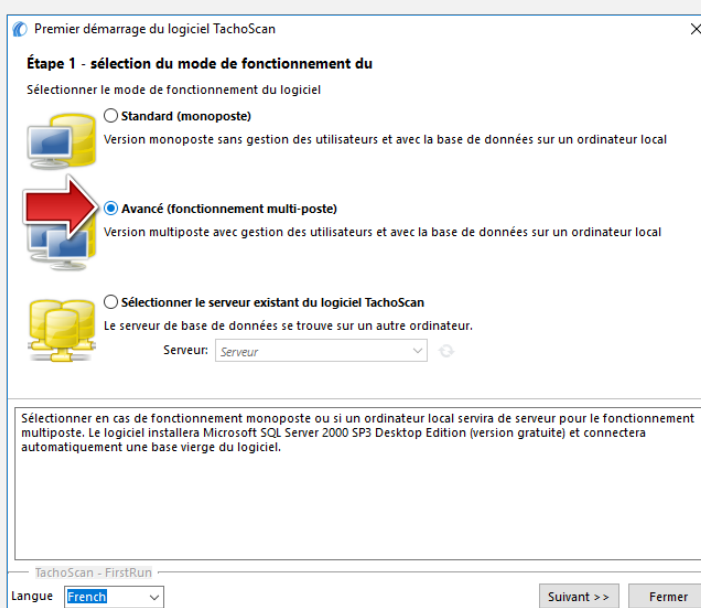 Premier démarrage du logiciel TachoScan
Étape 1 - sélection du mode de fonctionnement du
Sélectionner le mode de fonctionnement du logiciel
Standard (monoposte)
Version monoposte sans gestion des utilisateurs et avec la base de données sur un ordinateur local
Avancé (fonctionnement multi-poste)
Version multiposte avec gestion des utilisateurs et avec la base de données sur un ordinateur local
Sélectionner le serveur existant du logiciel TachoScan
Le serveur de base de données se trouve sur un autre ordinateur.
Serveur: Serveur
Sélectionner en cas de fonctionnement monoposte ou si un ordinateur local servira de serveur pour le fonctionnement
multiposte. Le logiciel installera Microsoft SQL Server 2000 SP3 Desktop Edition (version gratuite) et connectera
automatiquement une base vierge du logiciel.
TachoScan - FirstRun
Langue French Suivant >> Fermer